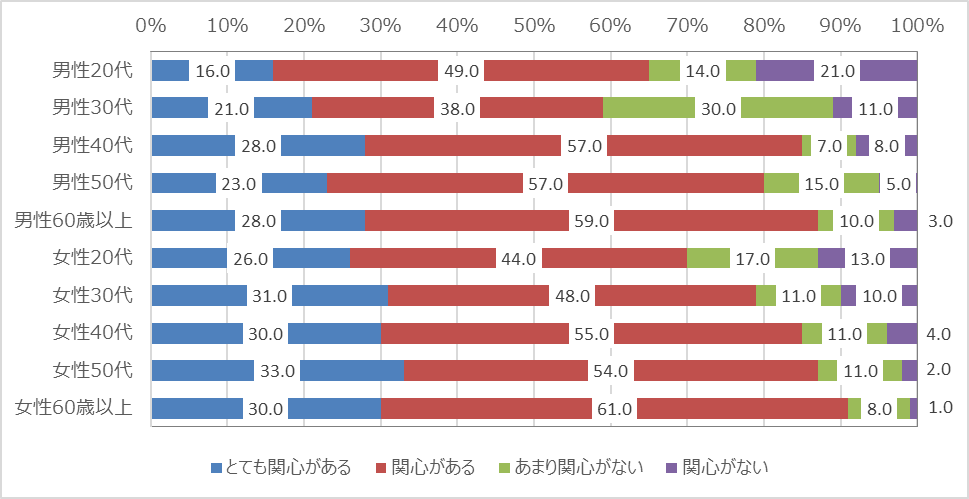 0% 10% 20% 30% 40% 50% 60% 70% 80% 90% 100%
男性20代 16.0 49.0 14.0 21.0
男性30代 21.0 38.0 30.0 11.0
男性40代 28.0 57.0 7.0 8.0
男性50代 23.0 57.0 15.0 5.0
男性60歳以上 28.0 59.0 10.0 3.0
女性20代 26.0 44.0 17.0 13.0
女性30代 31.0 48.0 11.0 10.0
女性40代 30.0 55.0 11.0 4.0
女性50代 33.0 54.0 11.0 2.0
女性60歳以上 30.0 61.0 8.0 1.0
とても関心がある 関心がある あまり関心がない 関心がない